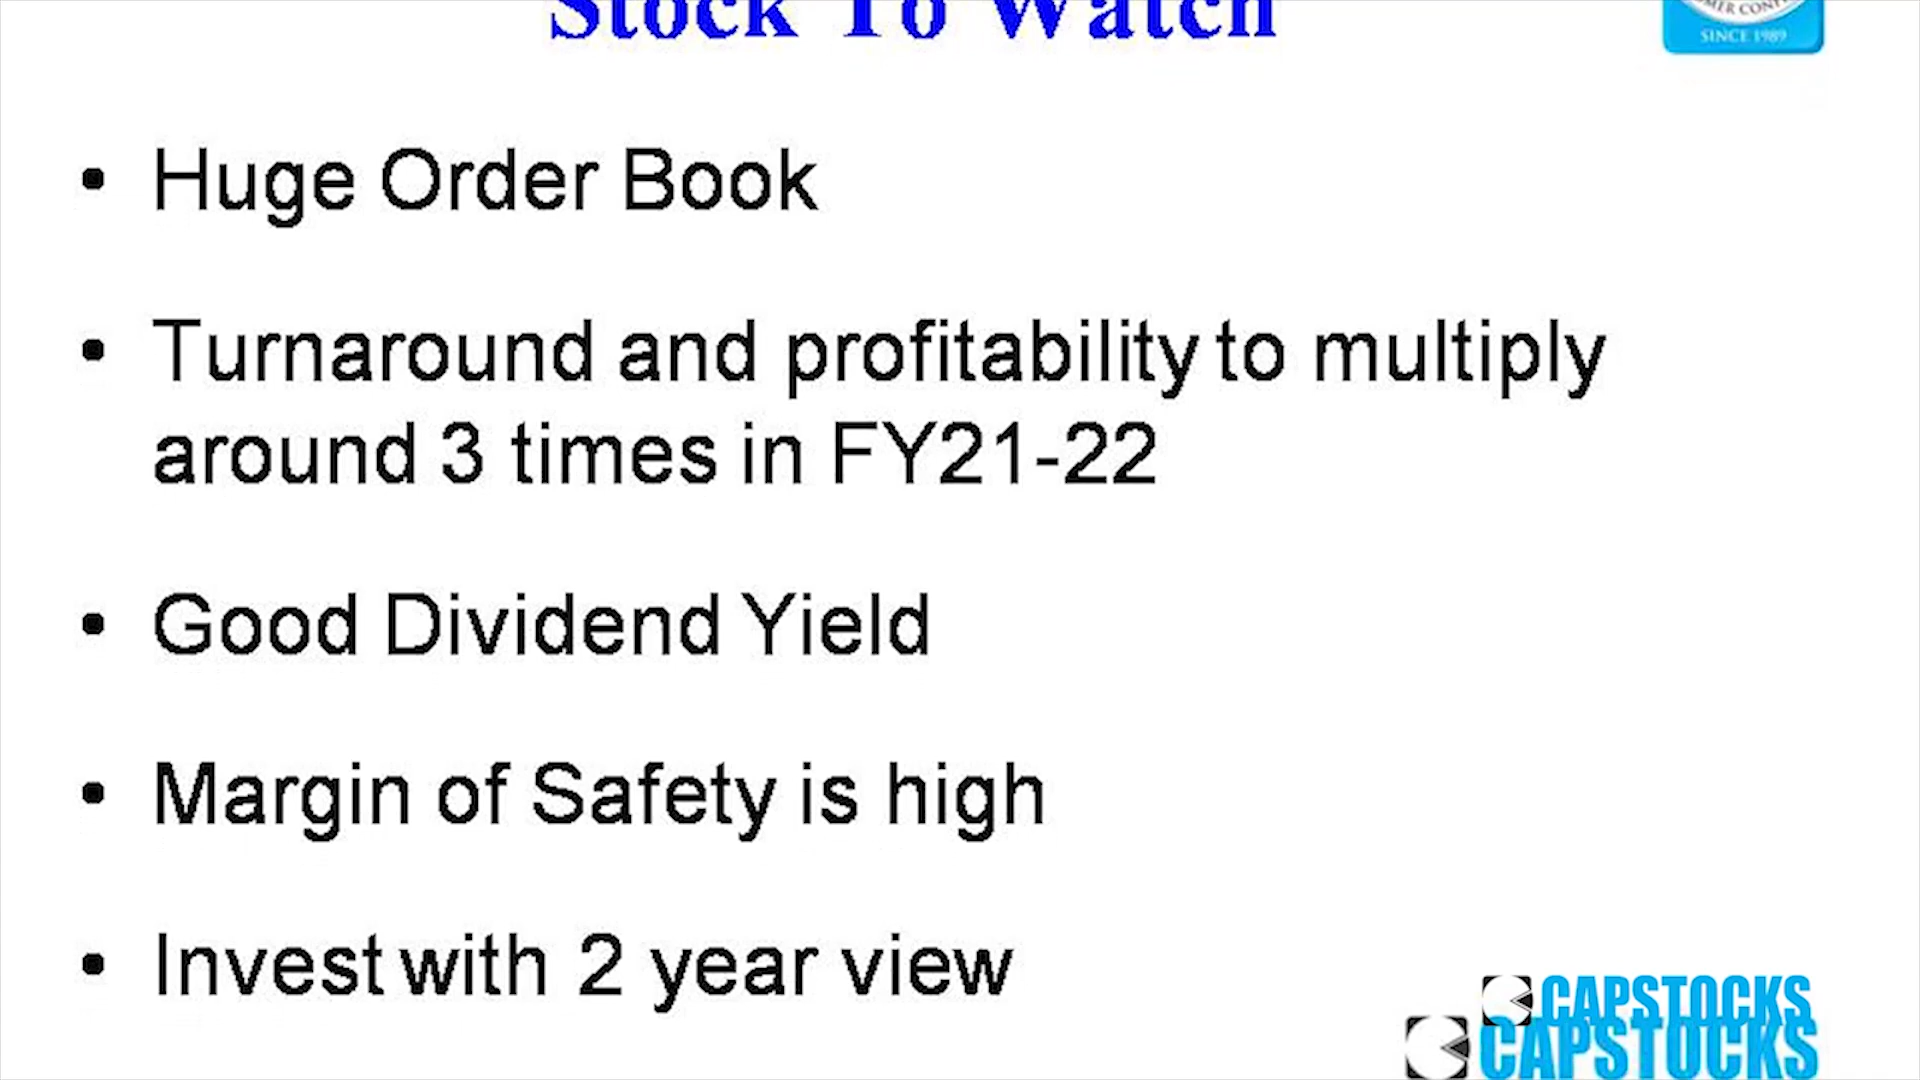 Stock To Watch
SINCE 1989
• Huge Order Book
• Turnaround and profitability to multiply
around 3 times in FY21-22
• Good Dividend Yield
• Margin of Safety is high
• Invest with 2 year view
CAPSTOCKS
CAPSTOCKS